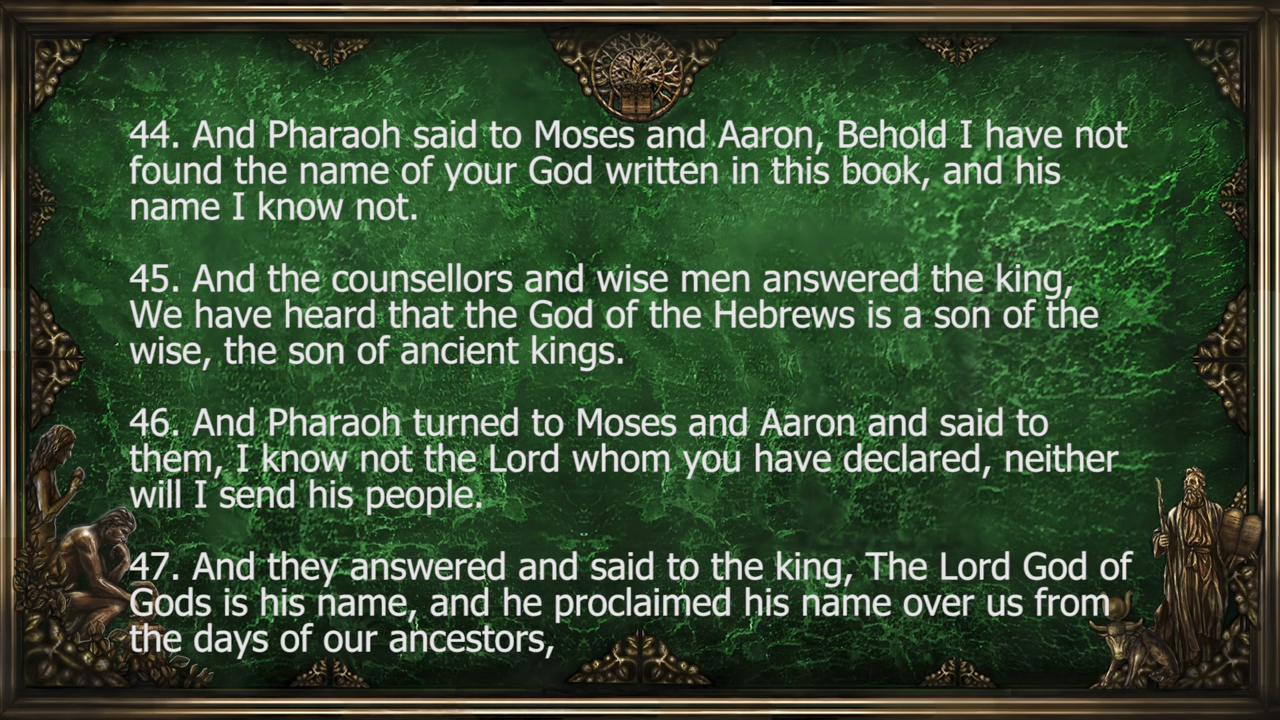 44. And Pharaoh said to Moses and Aaron, Behold I have not
found the name of your God written in this book, and his
name I know not.
45. And the counsellors and wise men answered the king,
We have heard that the God of the Hebrews is a son of the
wise, the son of ancient kings.
46. And Pharaoh turned to Moses and Aaron and said to
them, I know not the Lord whom you have declared, neither
will I send his people.
47. And they answered and said to the king, The Lord God of
Gods is his name, and he proclaimed his name over us from
the days of our ancestors,